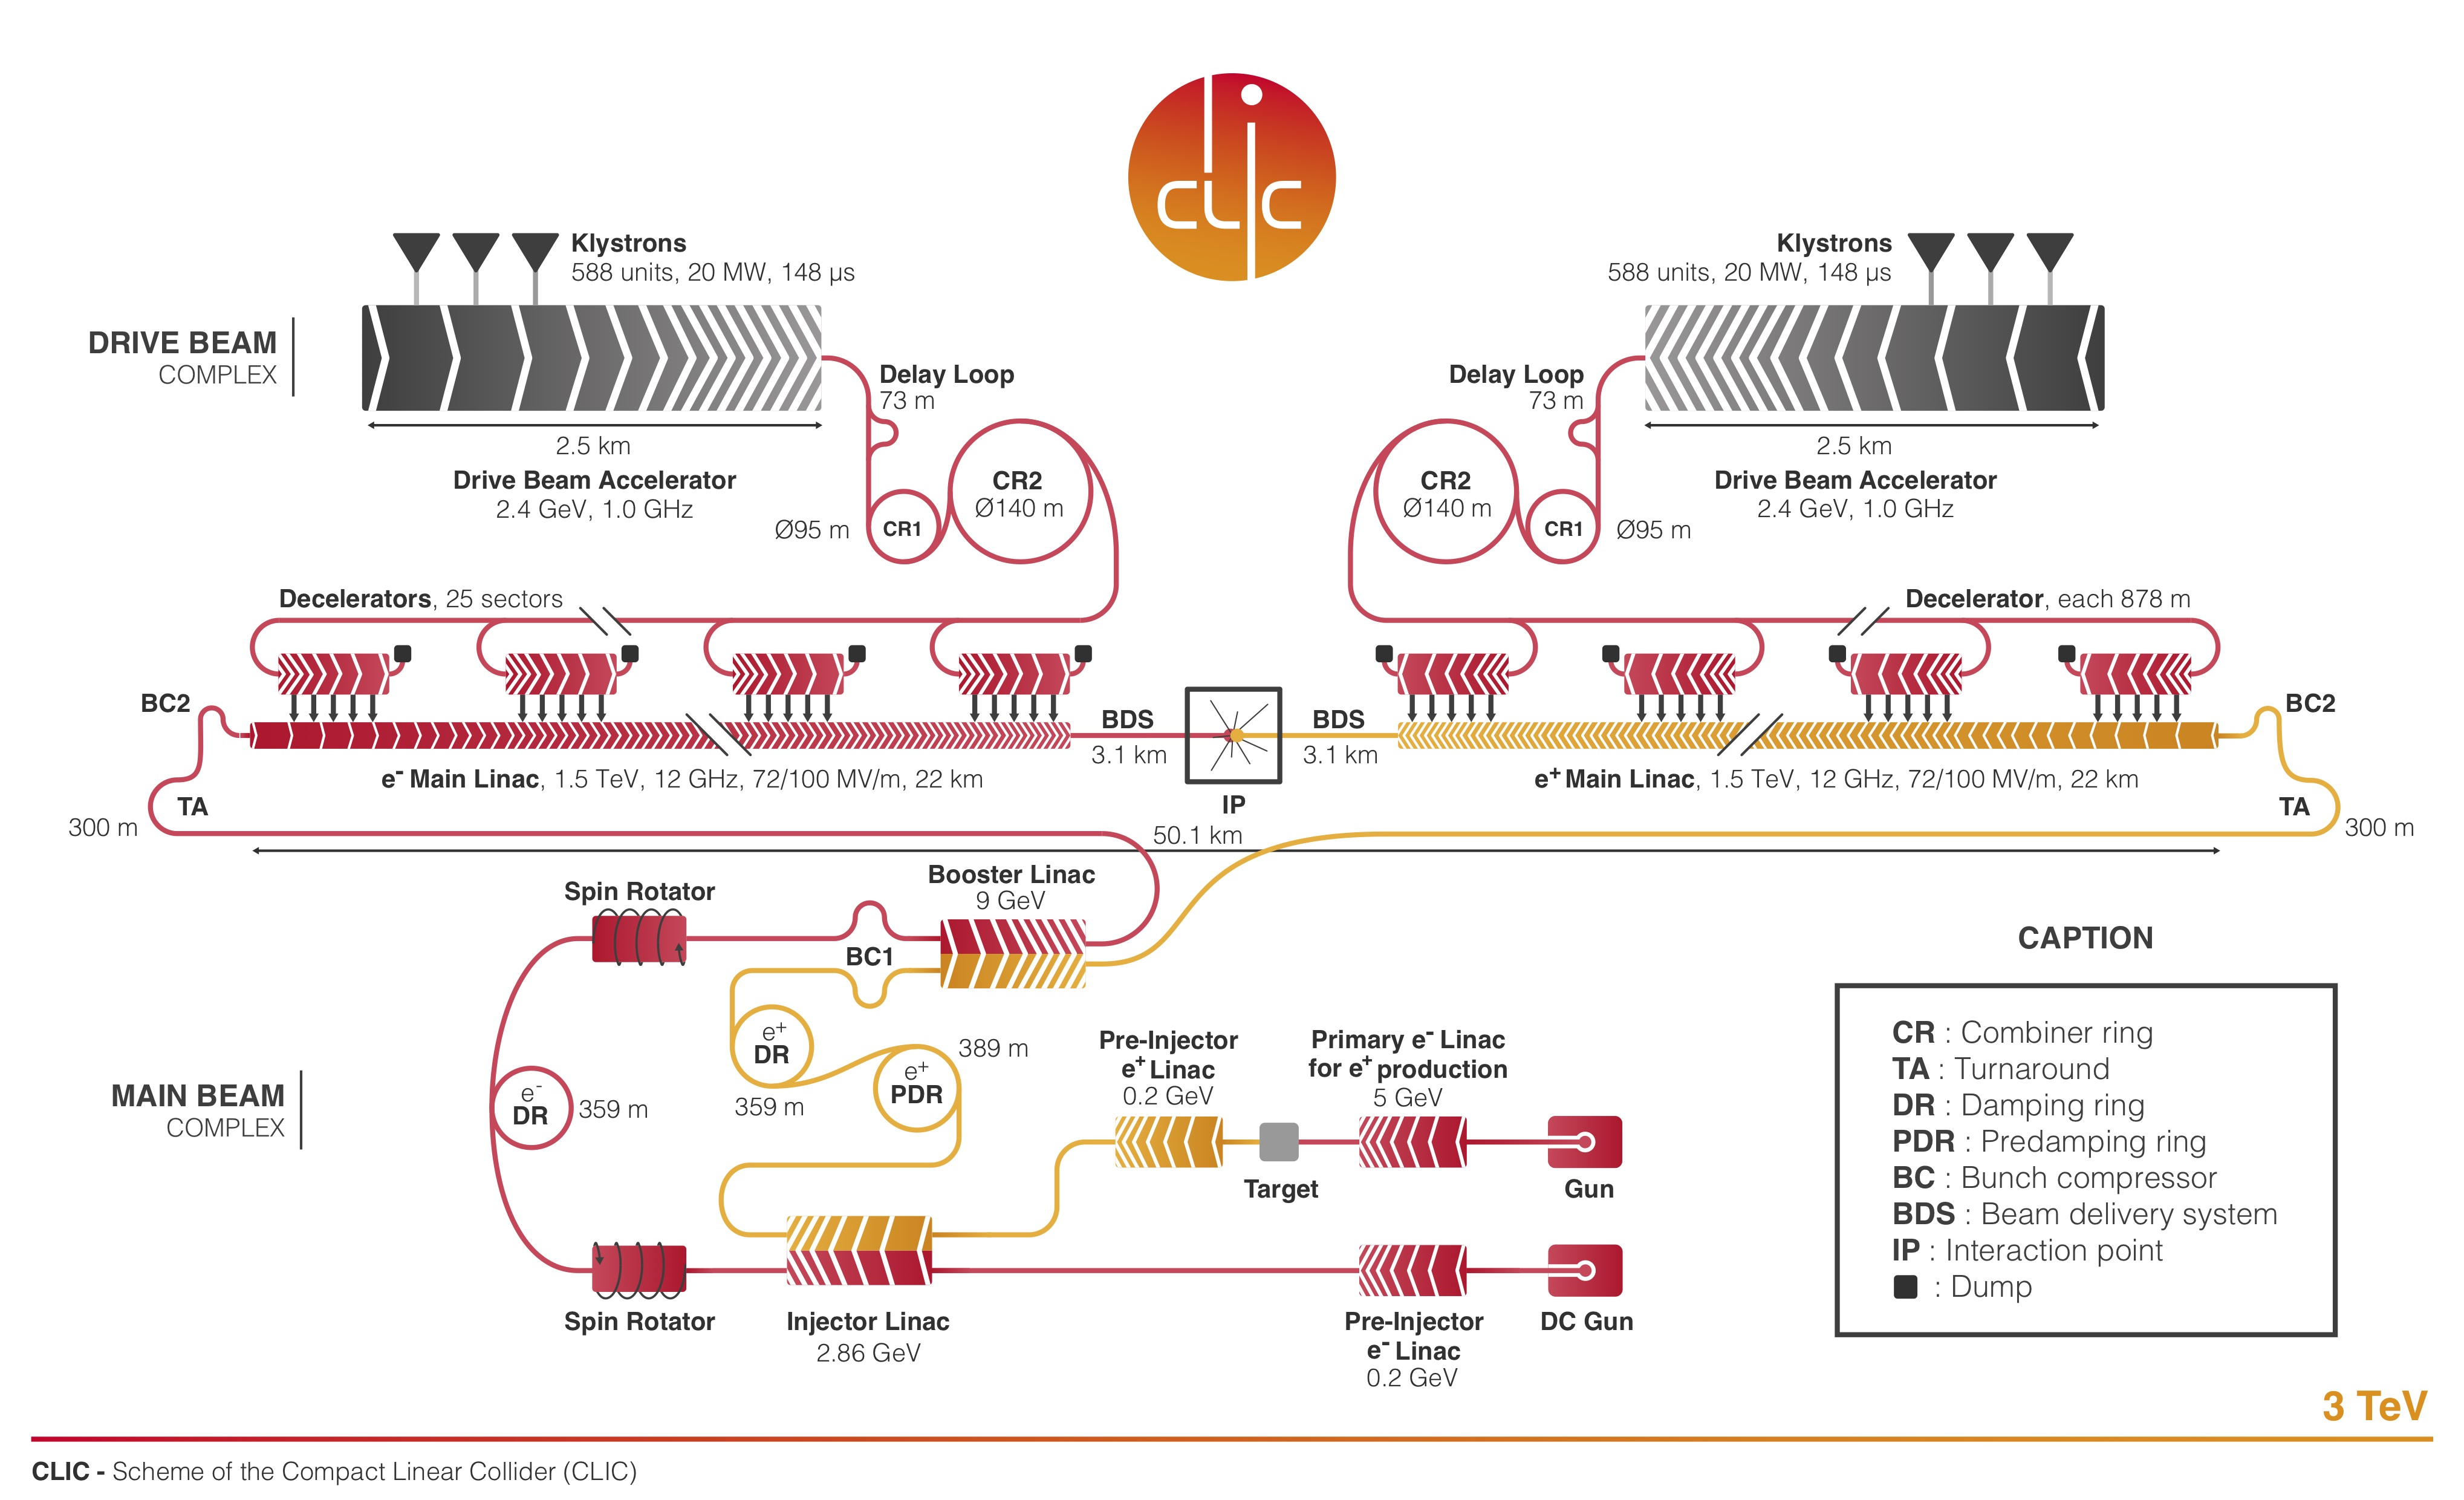 clic
Klystrons
588 units, 20 MW, 148 µs
Klystrons
588 units, 20 MW, 148 µs
DRIVE BEAM
COMPLEX
Delay Loop
73 m
Delay Loop
73 m
2.5 km
Drive Beam Accelerator
2.4 GeV, 1.0 GHz
2.5 km
Drive Beam Accelerator
2.4 GeV, 1.0 GHz
CR2
Ø140 m
CR1
Ø95 m
CR2
Ø140 m
CR1
Ø95 m
Decelerators, 25 sectors
Decelerator, each 878 m
BC2
BC2
BDS
3.1 km
BDS
3.1 km
e- Main Linac, 1.5 TeV, 12 GHz, 72/100 MV/m, 22 km
e+ Main Linac, 1.5 TeV, 12 GHz, 72/100 MV/m, 22 km
IP
TA
300 m
TA
300 m
50.1 km
Booster Linac
9 GeV
Spin Rotator
BC1
MAIN BEAM
COMPLEX
e-
DR
359 m
e+
DR
359 m
e+
PDR
389 m
Pre-Injector
e+ Linac
0.2 GeV
Primary e- Linac
for e+ production
5 GeV
Target
Gun
Spin Rotator
Injector Linac
2.86 GeV
Pre-Injector
e- Linac
0.2 GeV
DC Gun
CAPTION
CR : Combiner ring
TA : Turnaround
DR : Damping ring
PDR : Predamping ring
BC : Bunch compressor
BDS : Beam delivery system
IP : Interaction point
: Dump
3 TeV
CLIC - Scheme of the Compact Linear Collider (CLIC)